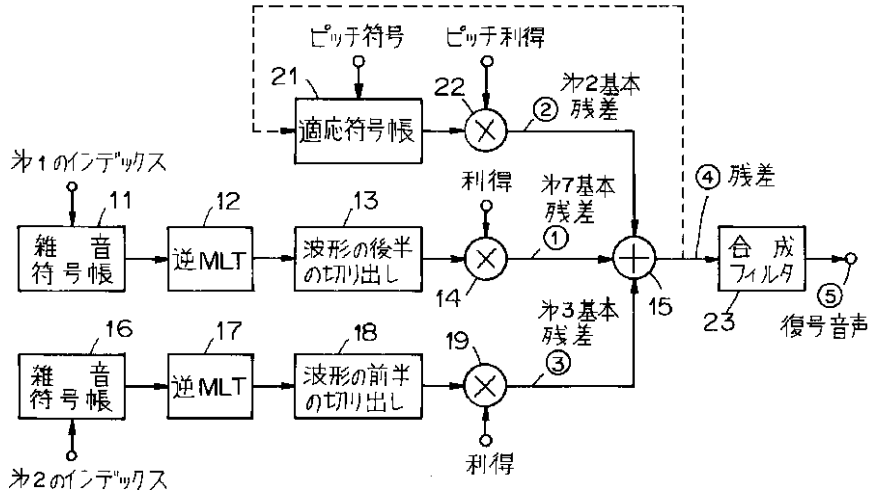 ピッチ符号
ピッチ利得
21
22
適応符号帳
② 第2基本
残差
第1のインデックス
11
12
13
利得
第7基本
残差
④ 残差
雑音
符号帳
逆MLT
波形の後半
の切り出し
14
①
15
合成
フィルタ
23
⑤
復号音声
16
17
18
19
第3基本
残差
③
雑音
符号帳
逆MLT
波形の前半
の切り出し
利得
第2のインデックス